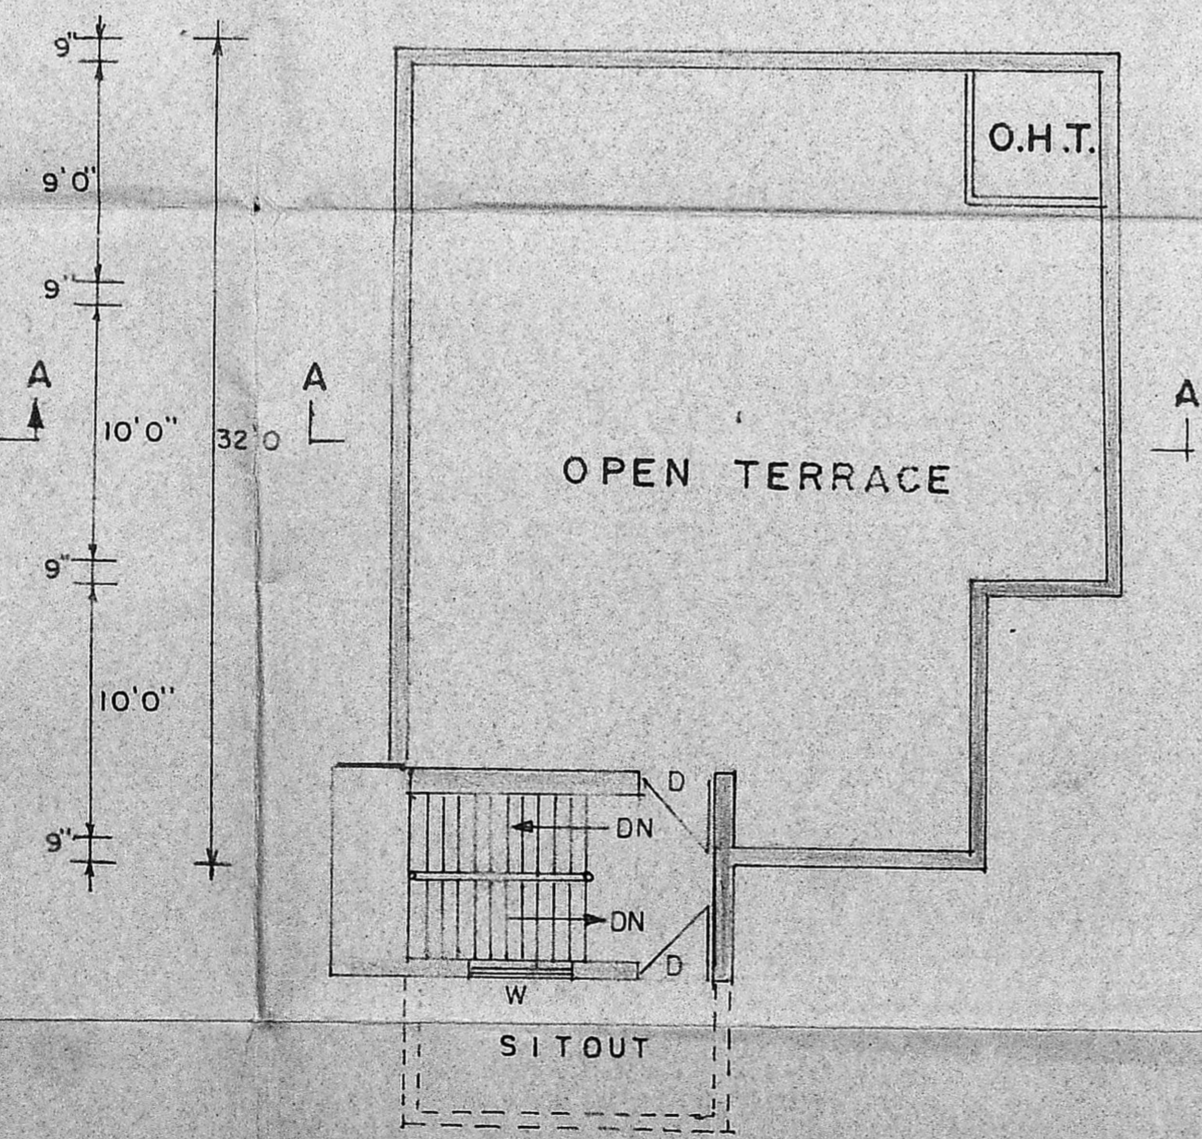 9"
O.H.T.
9'0"
9"
A
A
A
10'0"
32'0
OPEN TERRACE
9"
10'0"
D
DN
9"
DN
D
W
SITOUT